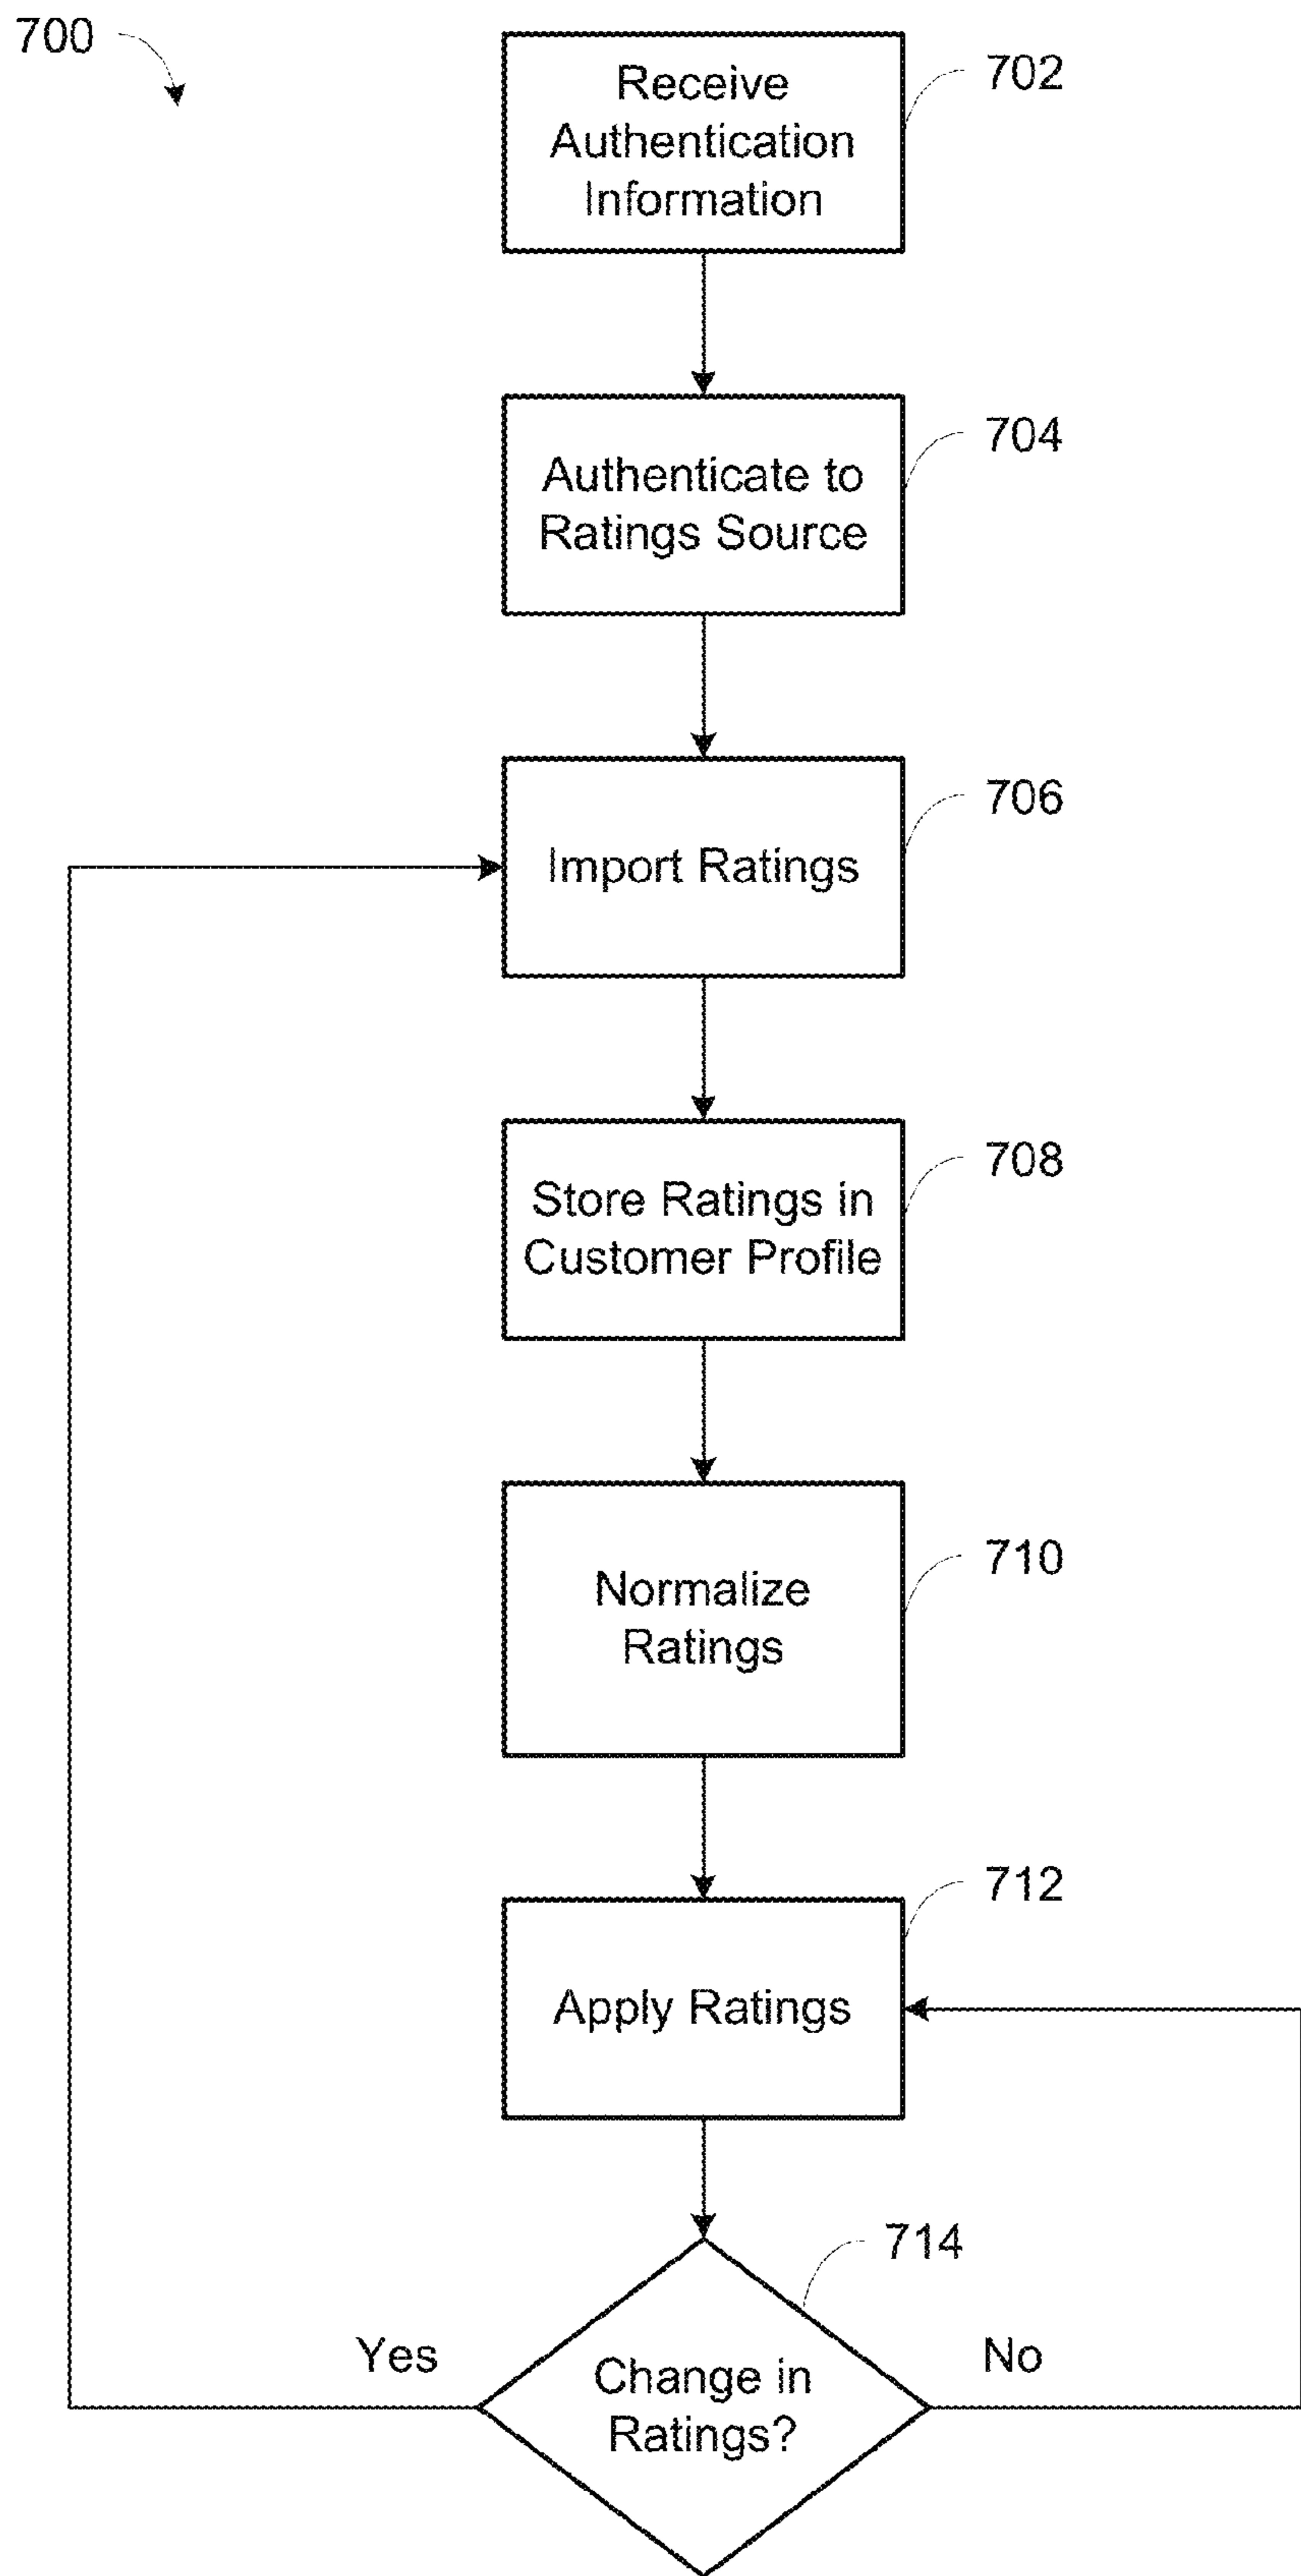 700
Receive
Authentication
Information
702
Authenticate to
Ratings Source
704
Import Ratings
706
Store Ratings in
Customer Profile
708
Normalize
Ratings
710
Apply Ratings
712
714
Yes
Change in
Ratings?
No